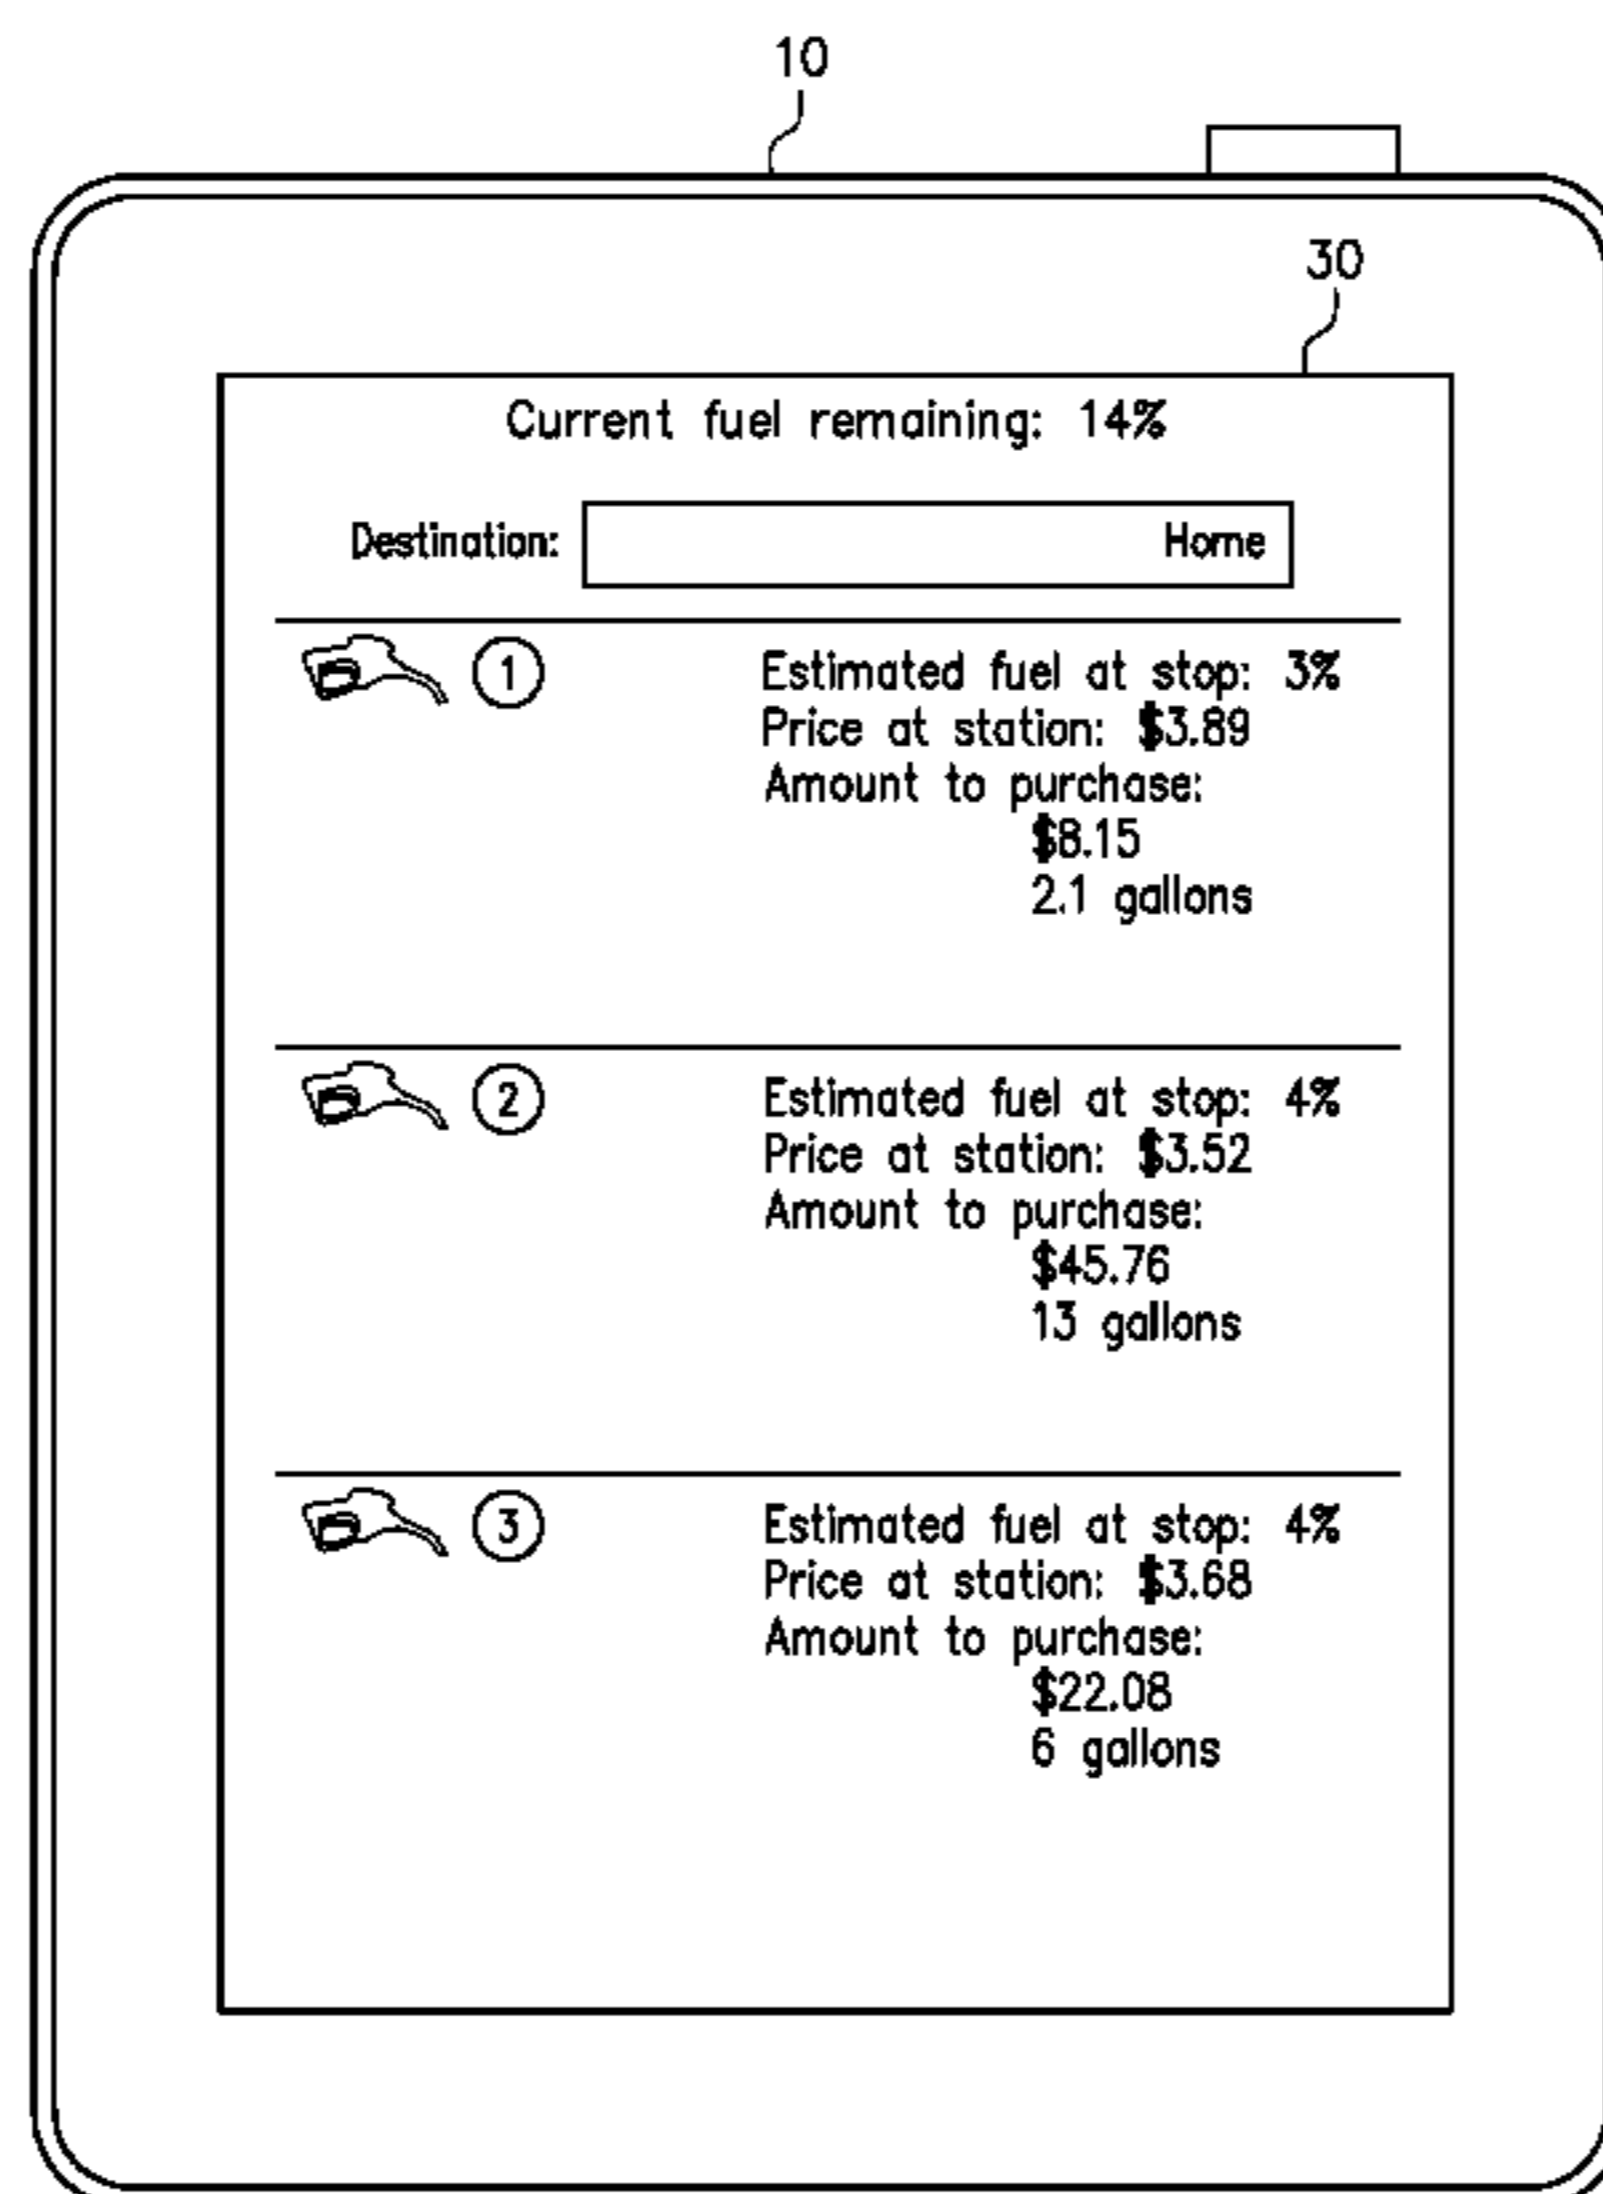 10
30
Current fuel remaining: 14%
Destination: Home
1 Estimated fuel at stop: 3%
Price at station: $3.89
Amount to purchase:
$8.15
2.1 gallons
2 Estimated fuel at stop: 4%
Price at station: $3.52
Amount to purchase:
$45.76
13 gallons
3 Estimated fuel at stop: 4%
Price at station: $3.68
Amount to purchase:
$22.08
6 gallons